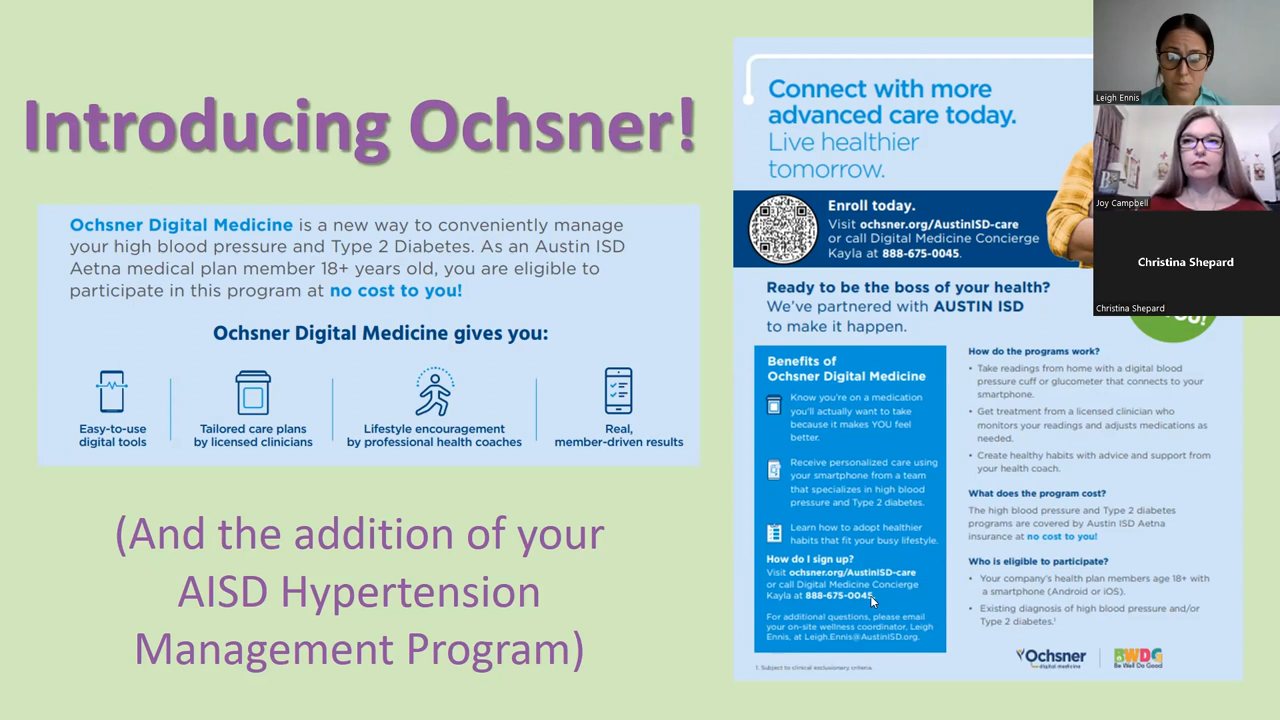 Introducing Ochsner!
Ochsner Digital Medicine is a new way to conveniently manage
your high blood pressure and Type 2 Diabetes. As an Austin ISD
Aetna medical plan member 18+ years old, you are eligible to
participate in this program at no cost to you!
Ochsner Digital Medicine gives you:
Easy-to-use
digital tools
Tailored care plans
by licensed clinicians
Lifestyle encouragement
by professional health coaches
Real,
member-driven results
(And the addition of your
AISD Hypertension
Management Program)
Connect with more
advanced care today.
Live healthier
tomorrow.
Enroll today.
Visit ochsner.org/AustinISD-care
or call Digital Medicine Concierge
Kayla at 888-675-0045.
Ready to be the boss of your health?
We've partnered with AUSTIN ISD
to make it happen.
Benefits of
Ochsner Digital Medicine
Know you're on a medication
you'll actually want to take
because it makes YOU feel
better.
Receive personalized care using
your smartphone from a team
that specializes in high blood
pressure and Type 2 diabetes.
Learn how to adopt healthier
habits that fit your busy lifestyle.
How do I sign up?
Visit ochsner.org/AustinISD-care
or call Digital Medicine Concierge
Kayla at 888-675-0045.
For additional questions, please email
your on-site wellness coordinator, Leigh
Ennis, at Leigh.Ennis@AustinISD.org.
1. Subject to clinical exclusionary criteria.
How do the programs work?
• Take readings from home with a digital blood
pressure cuff or glucometer that connects to your
smartphone.
• Get treatment from a licensed clinician who
monitors your readings and adjusts medications as
needed.
• Create healthy habits with advice and support from
your health coach.
What does the program cost?
The high blood pressure and Type 2 diabetes
programs are covered by Austin ISD Aetna
insurance at no cost to you!
Who is eligible to participate?
• Your company's health plan members age 18+ with
a smartphone (Android or iOS).
• Existing diagnosis of high blood pressure and/or
Type 2 diabetes.¹
Ochsner
digital medicine
BWDG
Be Well Do Good
Leigh Ennis
Joy Campbell
Christina Shepard
Christina Shepard